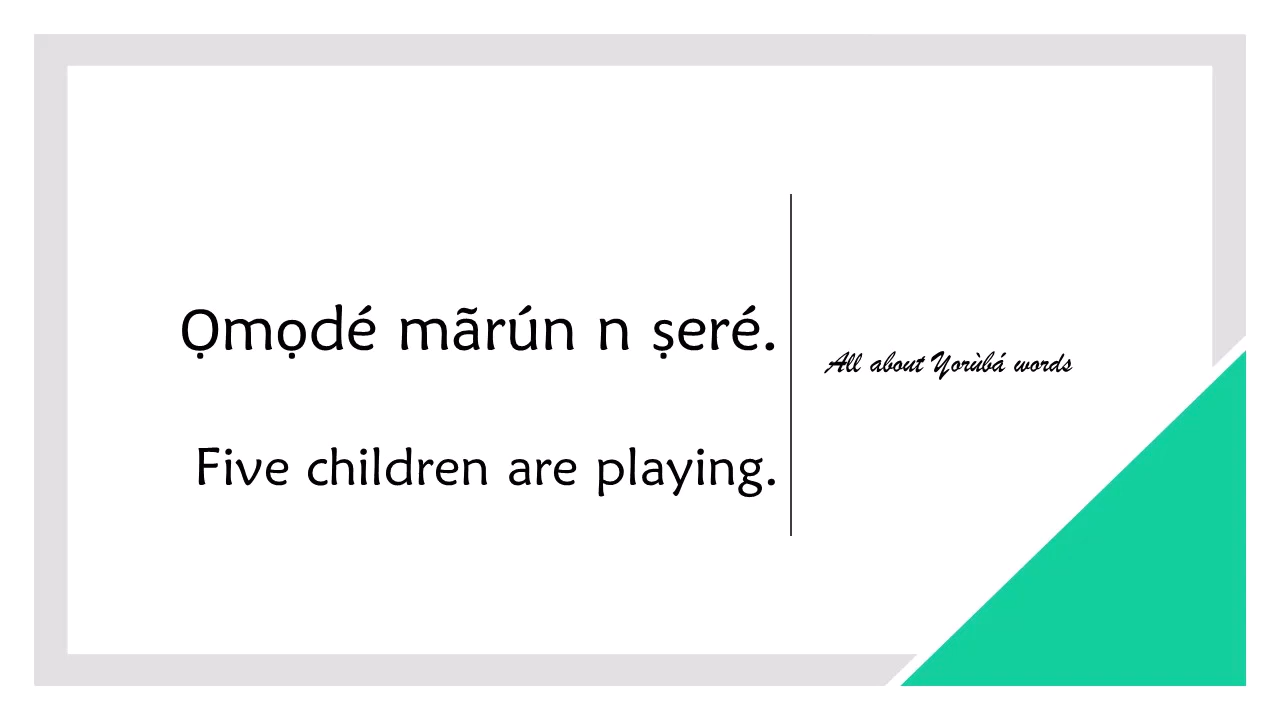 Ọmọdé mãrún n ṣeré.
Five children are playing.
All about Yorùbá words